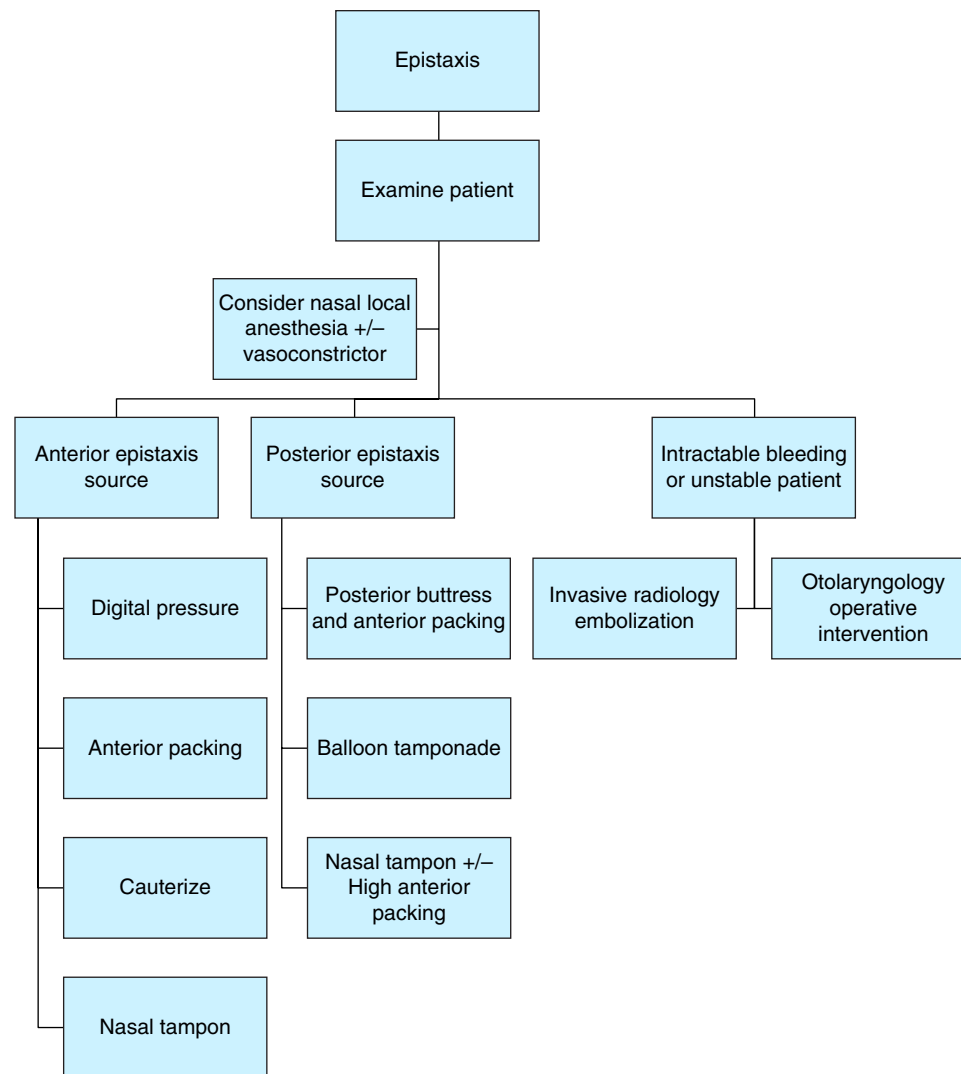 Epistaxis
Examine patient
Consider nasal local
anesthesia +/–
vasoconstrictor
Anterior epistaxis
source
Posterior epistaxis
source
Intractable bleeding
or unstable patient
Digital pressure
Posterior buttress
and anterior packing
Invasive radiology
embolization
Otolaryngology
operative
intervention
Anterior packing
Balloon tamponade
Cauterize
Nasal tampon +/–
High anterior
packing
Nasal tampon